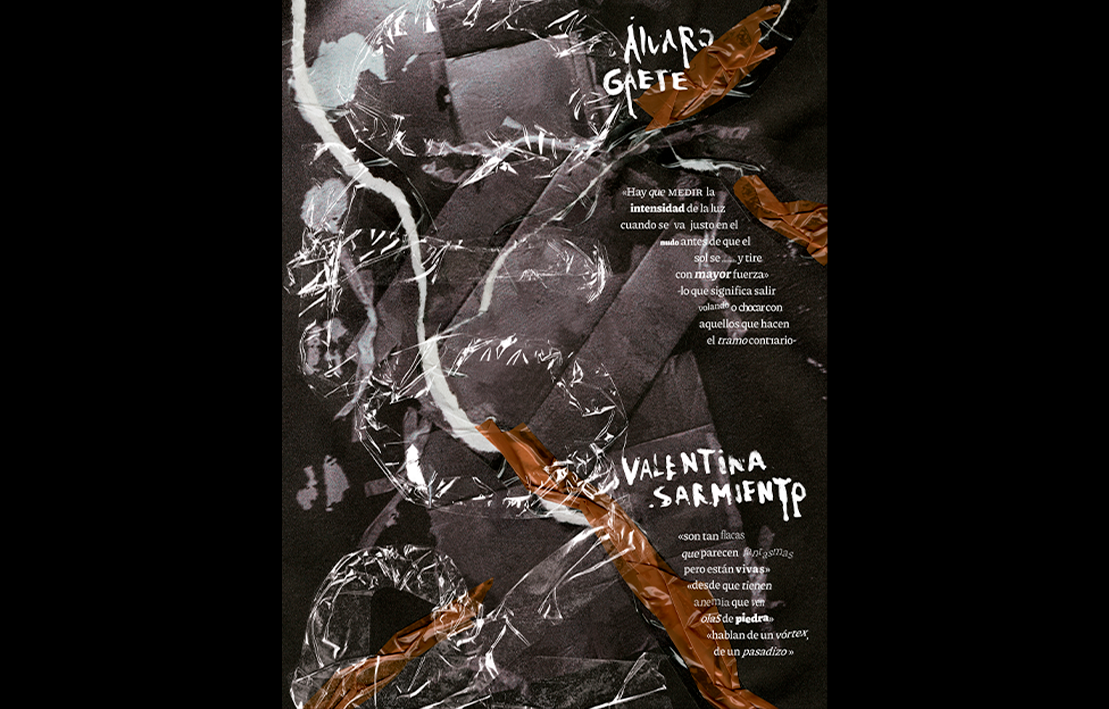 ÁLVARO
GAETE
«Hay que MEDIR la
intensidad de la luz
cuando se va justo en el
nudo antes de que el
sol se y tire
con mayor fuerza»
-lo que significa salir
volando o chocar con
aquellos que hacen
el tramo contrario-
VALENTINA
SARMIENTO
«son tan flacas
que parecen fantasmas
pero están vivas»
«desde que tienen
anemia que ven
olas de piedra»
«hablan de un vórtex,
de un pasadizo»